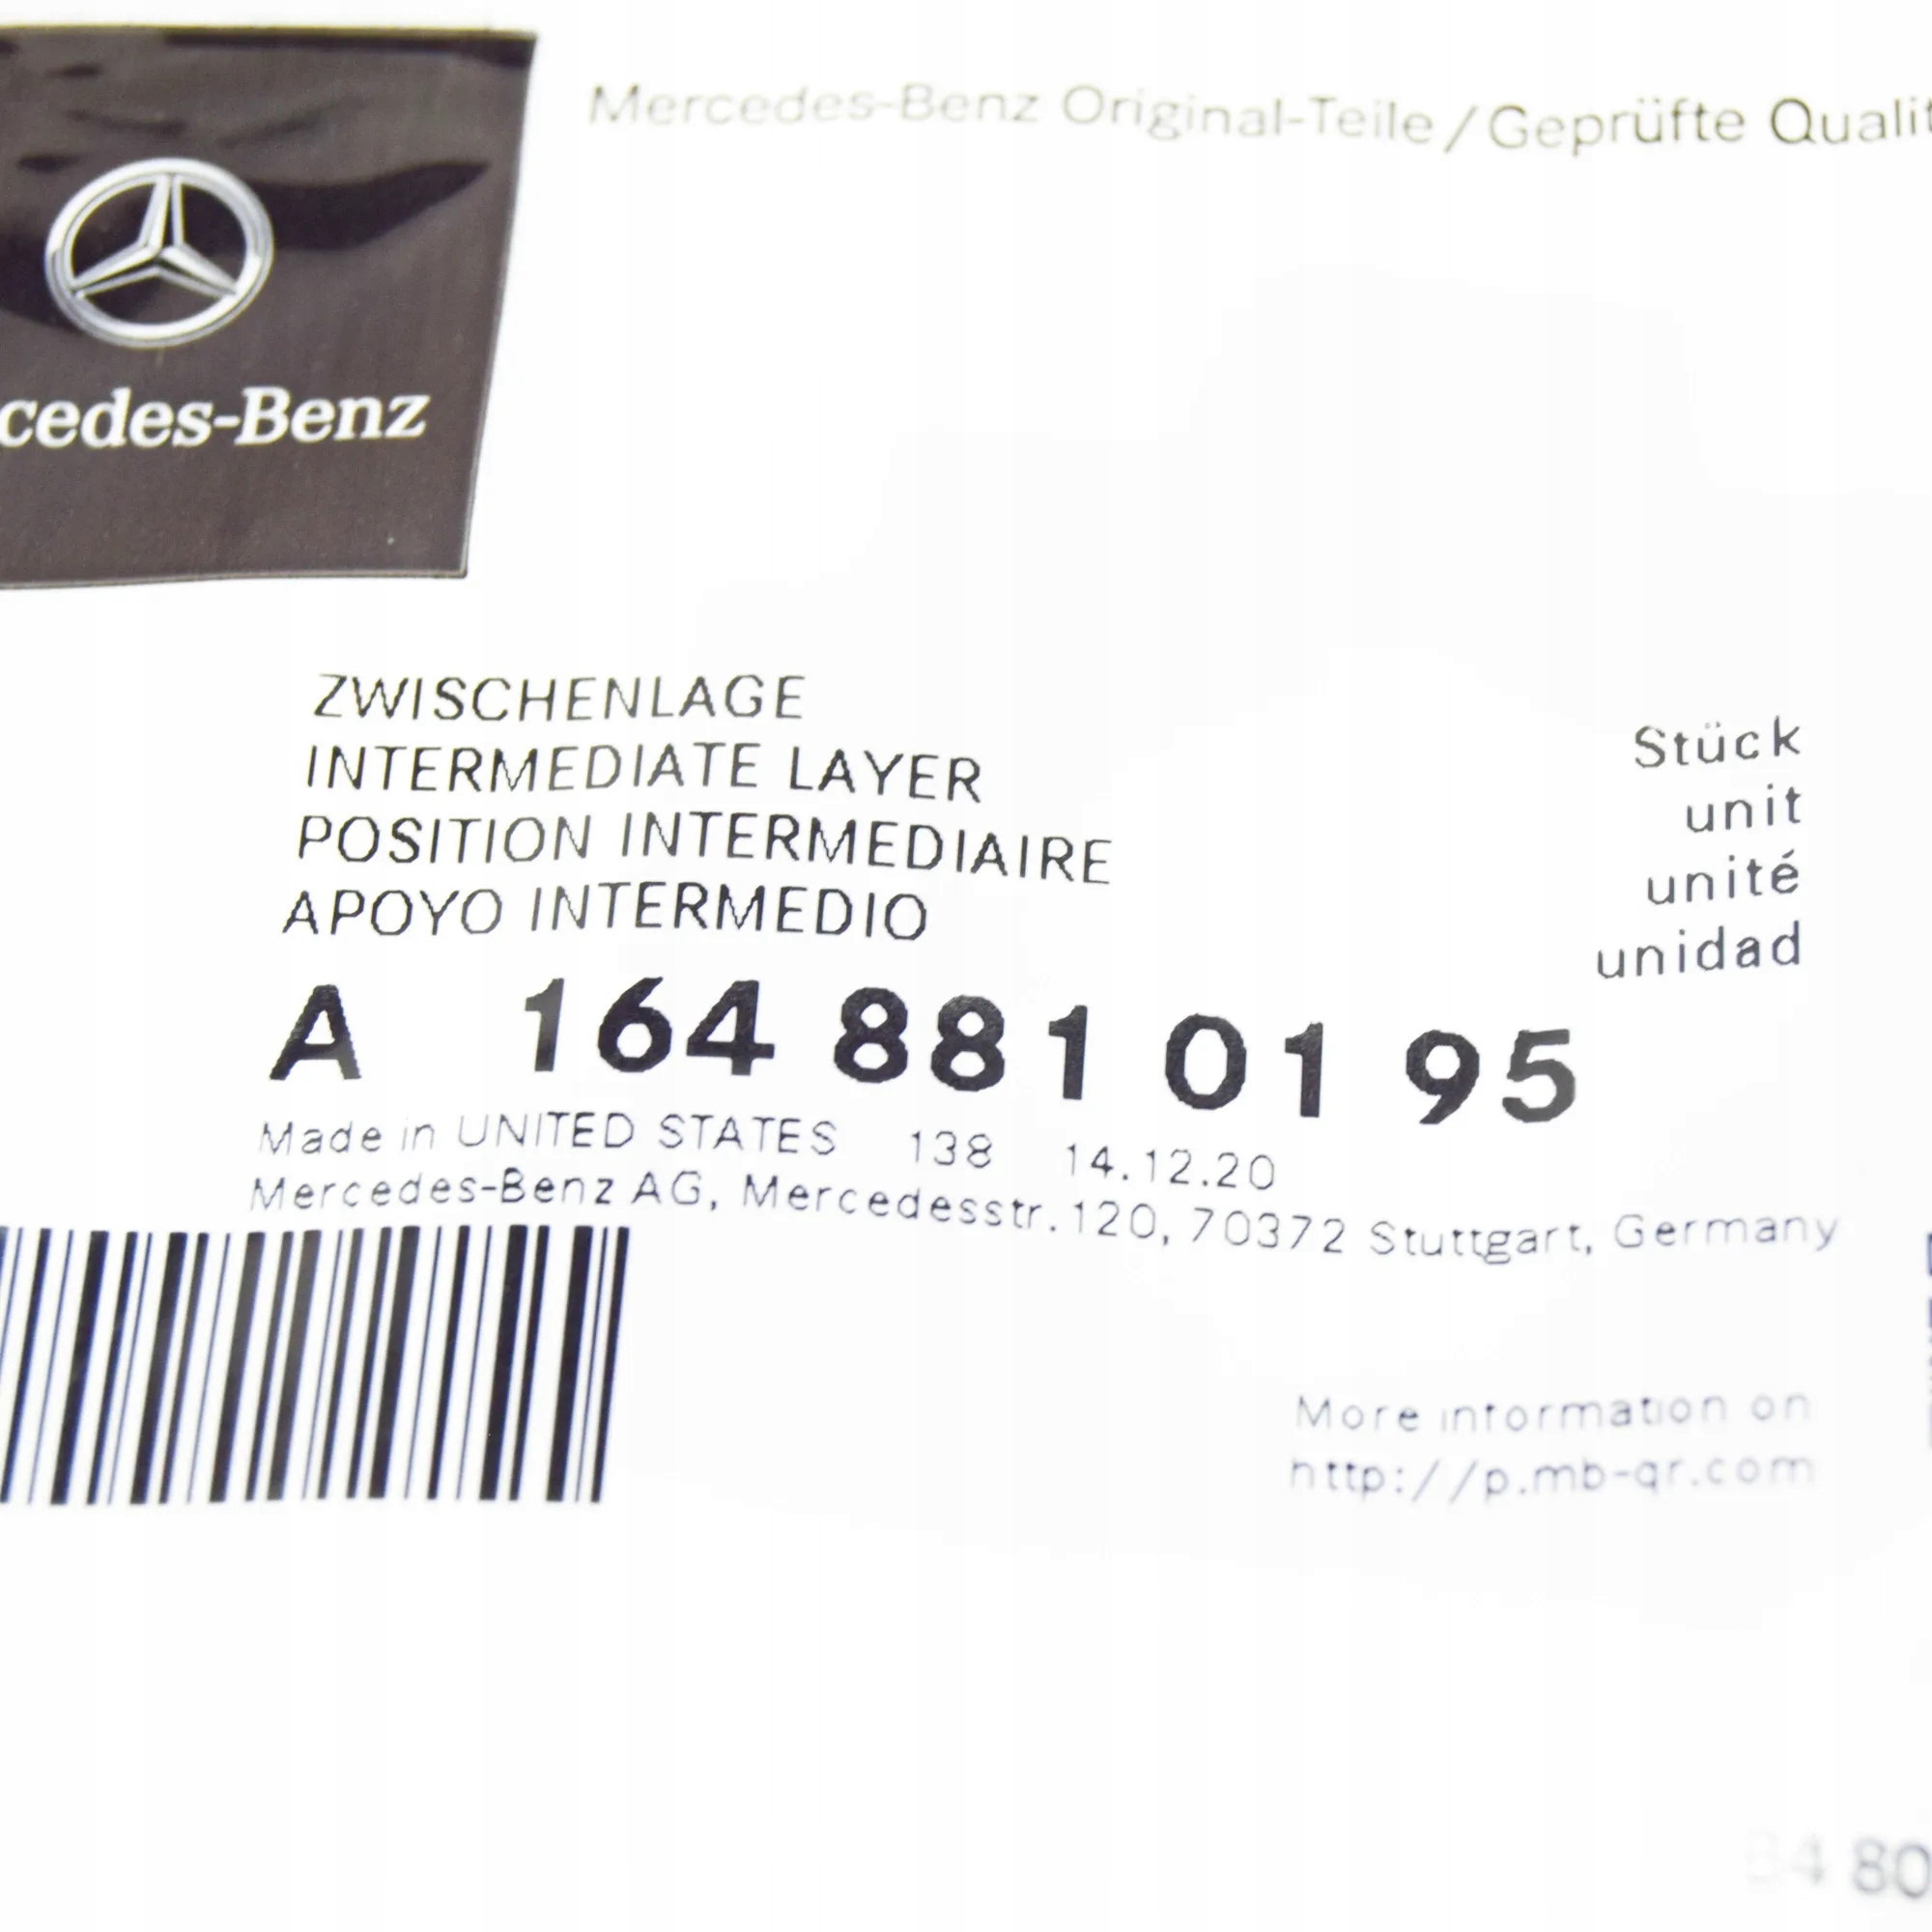 Mercedes-Benz Original-Teile/Geprüfte Qualit
cedes-Benz
ZWISCHENLAGE
INTERMEDIATE LAYER
POSITION INTERMEDIAIRE
APOYO INTERMEDIO
Stück
unit
unité
unidad
A 164 881 01 95
Made in UNITED STATES 138 14.12.20
Mercedes-Benz AG, Mercedesstr.120, 70372 Stuttgart, Germany
More information on
http://p.mb-qr.com
80